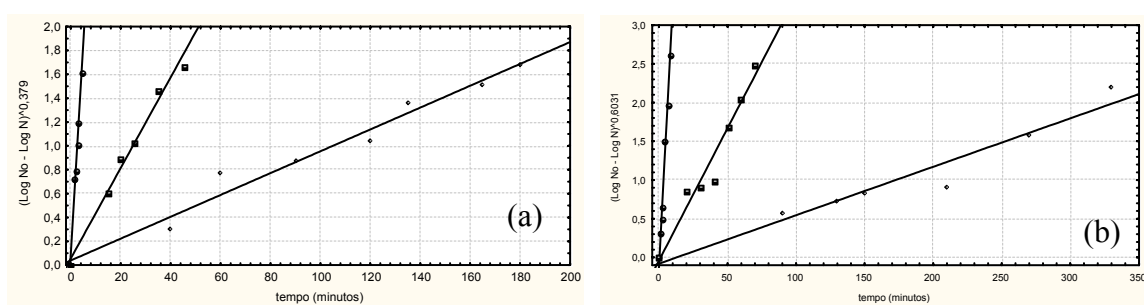 (Log No - Log N)^0,379
2,0
1,8
1,6
1,4
1,2
1,0
0,8
0,6
0,4
0,2
0,0
0 20 40 60 80 100 120 140 160 180 200
tempo (minutos)
(a)
(Log No - Log N)^0,6031
3,0
2,5
2,0
1,5
1,0
0,5
0,0
0 50 100 150 200 250 300 350
tempo (minutos)
(b)